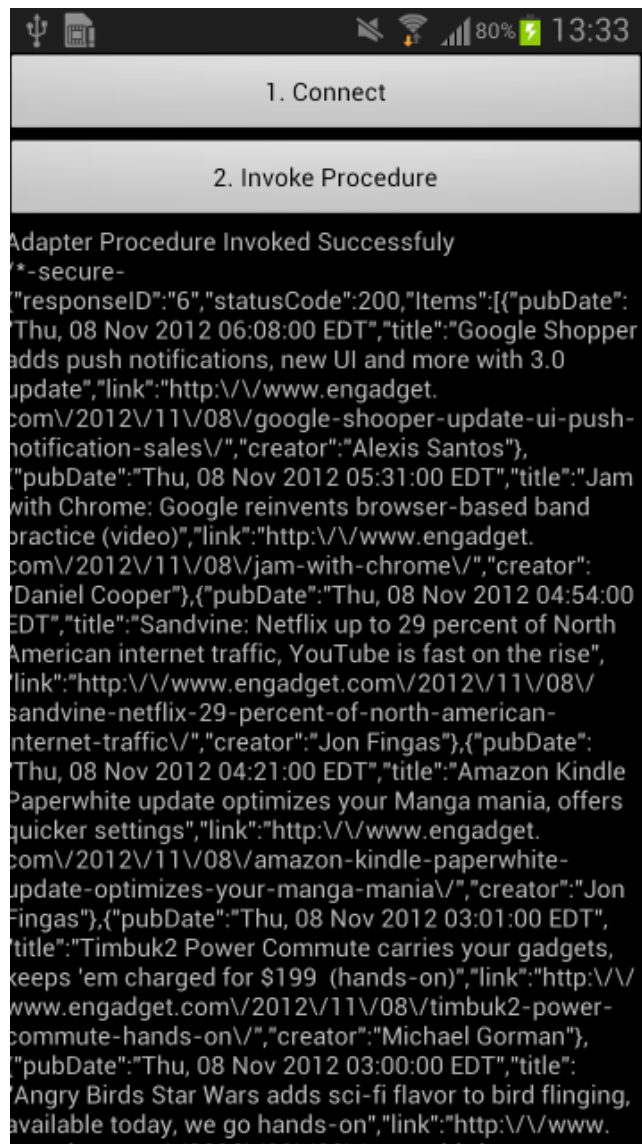 80% 13:33
1. Connect
2. Invoke Procedure
Adapter Procedure Invoked Successfuly
/*-secure-
{"responseID":"6","statusCode":200,"Items":[{"pubDate":
"Thu, 08 Nov 2012 06:08:00 EDT","title":"Google Shopper
adds push notifications, new UI and more with 3.0
update","link":"http:\/\/www.engadget.
com\/2012\/11\/08\/google-shooper-update-ui-push-
notification-sales\/","creator":"Alexis Santos"},
{"pubDate":"Thu, 08 Nov 2012 05:31:00 EDT","title":"Jam
with Chrome: Google reinvents browser-based band
practice (video)","link":"http:\/\/www.engadget.
com\/2012\/11\/08\/jam-with-chrome\/","creator":
"Daniel Cooper"},{"pubDate":"Thu, 08 Nov 2012 04:54:00
EDT","title":"Sandvine: Netflix up to 29 percent of North
American internet traffic, YouTube is fast on the rise",
"link":"http:\/\/www.engadget.com\/2012\/11\/08\/
sandvine-netflix-29-percent-of-north-american-
internet-traffic\/","creator":"Jon Fingas"},{"pubDate":
"Thu, 08 Nov 2012 04:21:00 EDT","title":"Amazon Kindle
Paperwhite update optimizes your Manga mania, offers
quicker settings","link":"http:\/\/www.engadget.
com\/2012\/11\/08\/amazon-kindle-paperwhite-
update-optimizes-your-manga-mania\/","creator":"Jon
Fingas"},{"pubDate":"Thu, 08 Nov 2012 03:01:00 EDT",
"title":"Timbuk2 Power Commute carries your gadgets,
keeps 'em charged for $199  (hands-on)","link":"http:\/\/
www.engadget.com\/2012\/11\/08\/timbuk2-power-
commute-hands-on\/","creator":"Michael Gorman"},
{"pubDate":"Thu, 08 Nov 2012 03:00:00 EDT","title":
"Angry Birds Star Wars adds sci-fi flavor to bird flinging,
available today, we go hands-on","link":"http:\/\/www.